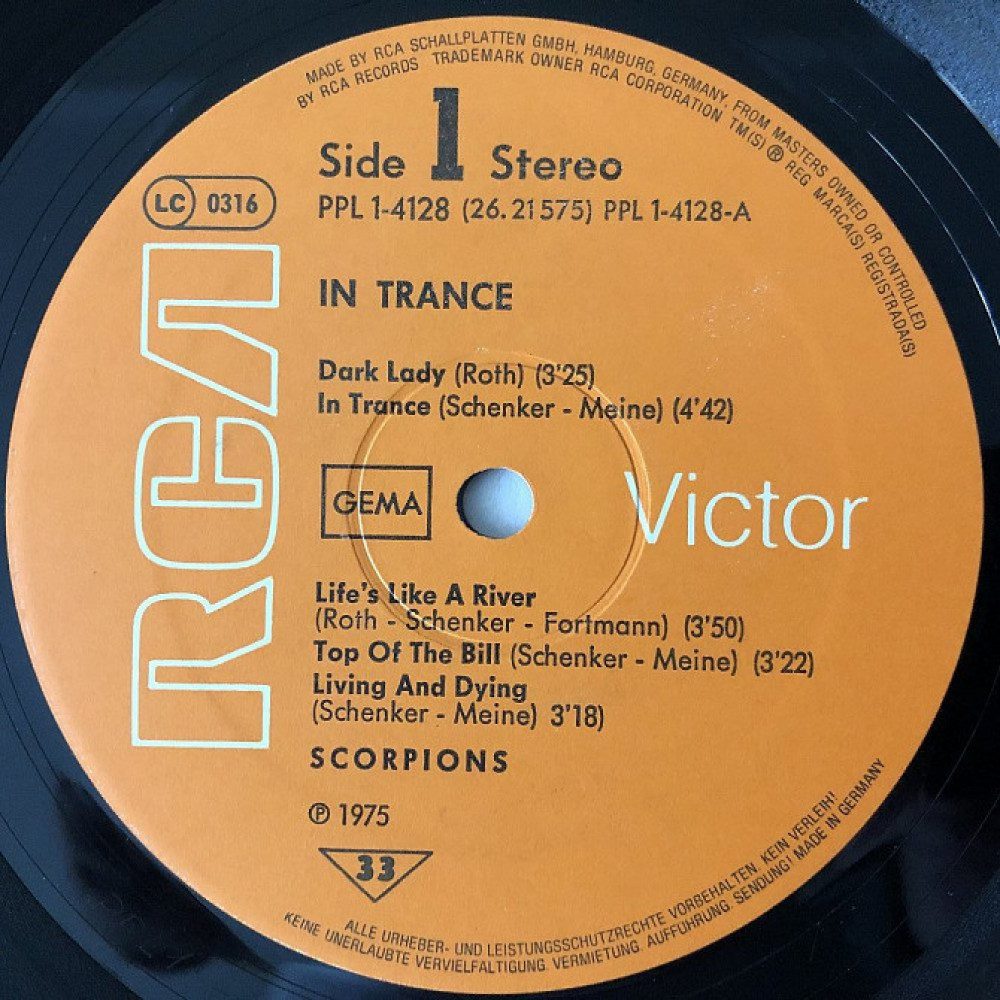 MADE BY RCA SCHALLPLATTEN GMBH, HAMBURG, GERMANY, FROM MASTERS OWNED OR CONTROLLED
BY RCA RECORDS TRADEMARK OWNER RCA CORPORATION TM(S) ® REG MARCA(S) REGISTRADA(S)
Side 1 Stereo
LC 0316
PPL 1-4128 (26.21575) PPL 1-4128-A
RCA
IN TRANCE
Dark Lady (Roth) (3'25)
In Trance (Schenker - Meine) (4'42)
GEMA
Victor
Life's Like A River
(Roth - Schenker - Fortmann) (3'50)
Top Of The Bill (Schenker - Meine) (3'22)
Living And Dying
(Schenker - Meine) 3'18)
SCORPIONS
℗ 1975
33
ALLE URHEBER- UND LEISTUNGSSCHUTZRECHTE VORBEHALTEN. KEIN VERLEIH!
KEINE UNERLAUBTE VERVIELFÄLTIGUNG, VERMIETUNG, AUFFÜHRUNG, SENDUNG! MADE IN GERMANY